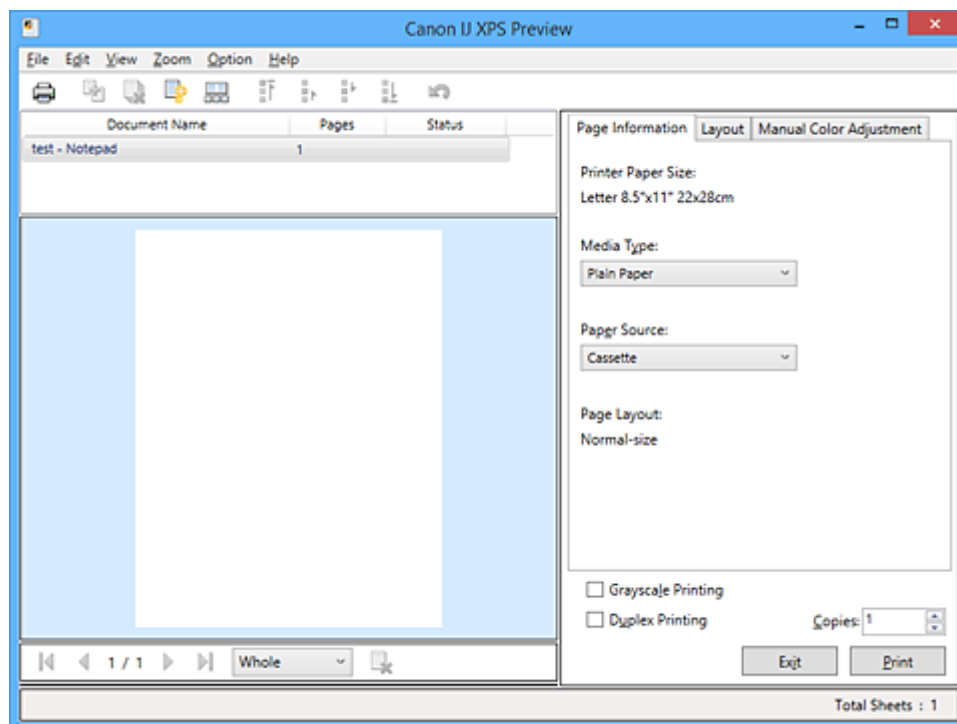 Canon IJ XPS Preview
File Edit View Zoom Option Help
Document Name Pages Status
test - Notepad 1
Page Information Layout Manual Color Adjustment
Printer Paper Size:
Letter 8.5"x11" 22x28cm
Media Type:
Plain Paper
Paper Source:
Cassette
Page Layout:
Normal-size
Grayscale Printing
Duplex Printing
Copies: 1
1 / 1 Whole
Exit Print
Total Sheets : 1